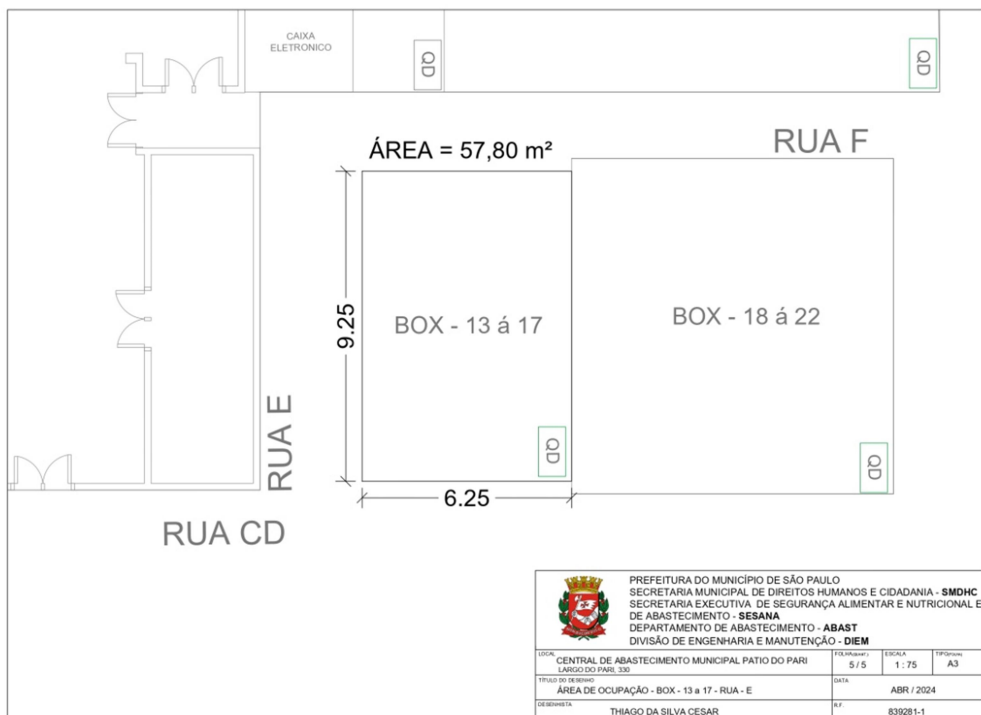 CAIXA
ELETRONICO
QD
QD
RUA F
ÁREA = 57,80 m²
9.25
BOX - 13 á 17
BOX - 18 á 22
RUA E
QD
QD
6.25
RUA CD
PREFEITURA DO MUNICÍPIO DE SÃO PAULO
SECRETARIA MUNICIPAL DE DIREITOS HUMANOS E CIDADANIA - SMDHC
SECRETARIA EXECUTIVA DE SEGURANÇA ALIMENTAR E NUTRICIONAL E
DE ABASTECIMENTO - SESANA
DEPARTAMENTO DE ABASTECIMENTO - ABAST
DIVISÃO DE ENGENHARIA E MANUTENÇÃO - DIEM
LOCAL
CENTRAL DE ABASTECIMENTO MUNICIPAL PATIO DO PARI
LARGO DO PARI, 330
5 / 5
ESCALA
1 : 75
A3
TÍTULO DO DESENHO
ÁREA DE OCUPAÇÃO - BOX - 13 a 17 - RUA - E
DATA
ABR / 2024
DESENHISTA
THIAGO DA SILVA CESAR
R.F.
839281-1